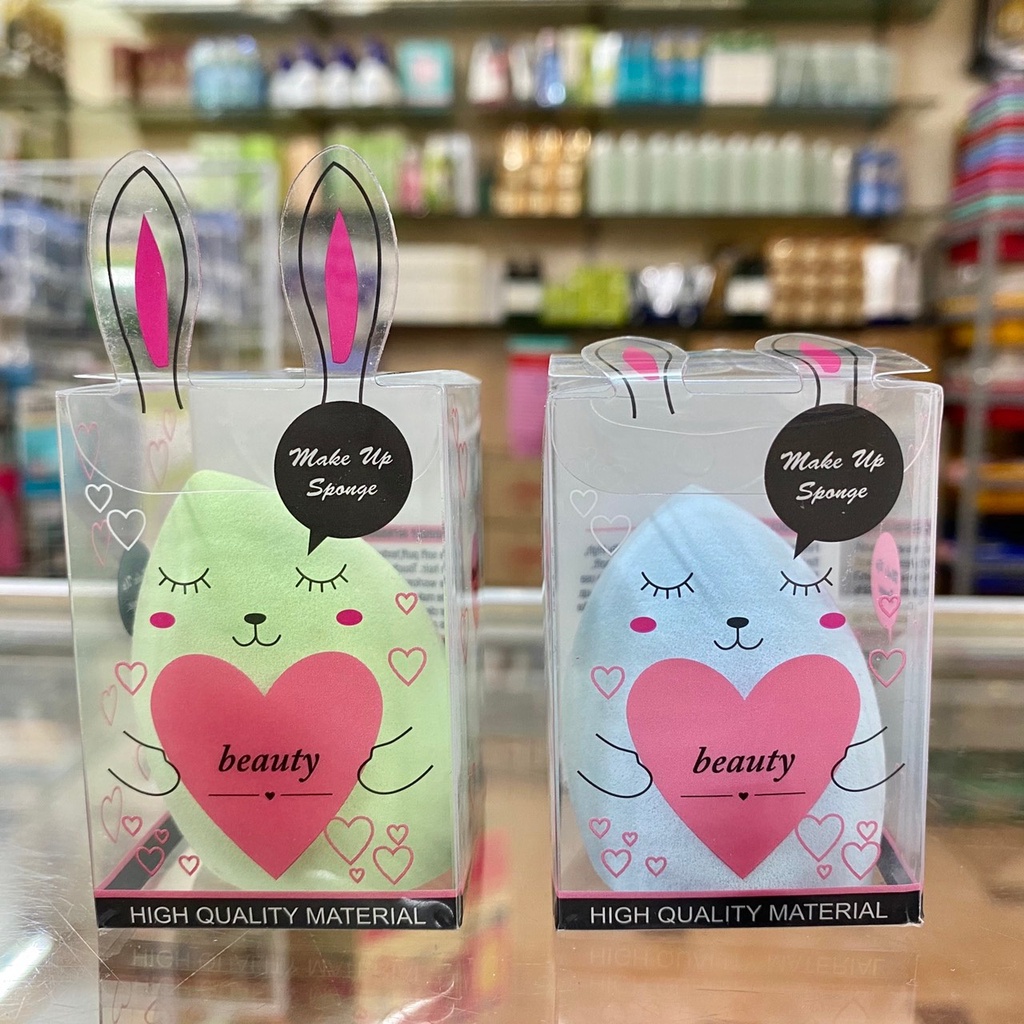 Make Up
Sponge
beauty
HIGH QUALITY MATERIAL
Make Up
Sponge
beauty
HIGH QUALITY MATERIAL